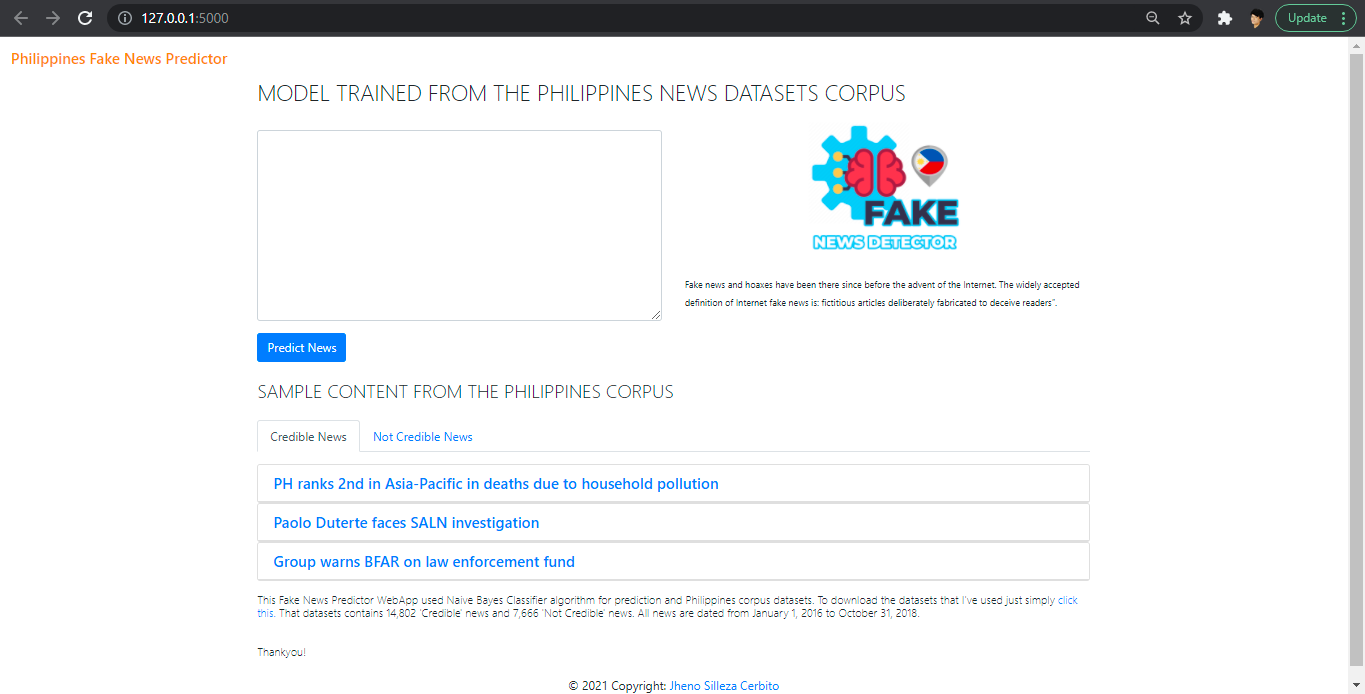 127.0.0.1:5000
Update
Philippines Fake News Predictor
MODEL TRAINED FROM THE PHILIPPINES NEWS DATASETS CORPUS
FAKE
NEWS DETECTOR
Fake news and hoaxes have been there since before the advent of the Internet. The widely accepted
definition of Internet fake news is: fictitious articles deliberately fabricated to deceive readers".
Predict News
SAMPLE CONTENT FROM THE PHILIPPINES CORPUS
Credible News
Not Credible News
PH ranks 2nd in Asia-Pacific in deaths due to household pollution
Paolo Duterte faces SALN investigation
Group warns BFAR on law enforcement fund
This Fake News Predictor WebApp used Naive Bayes Classifier algorithm for prediction and Philippines corpus datasets. To download the datasets that I've used just simply click
this. That datasets contains 14,802 'Credible' news and 7,666 'Not Credible' news. All news are dated from January 1, 2016 to October 31, 2018.
Thankyou!
© 2021 Copyright: Jheno Silleza Cerbito